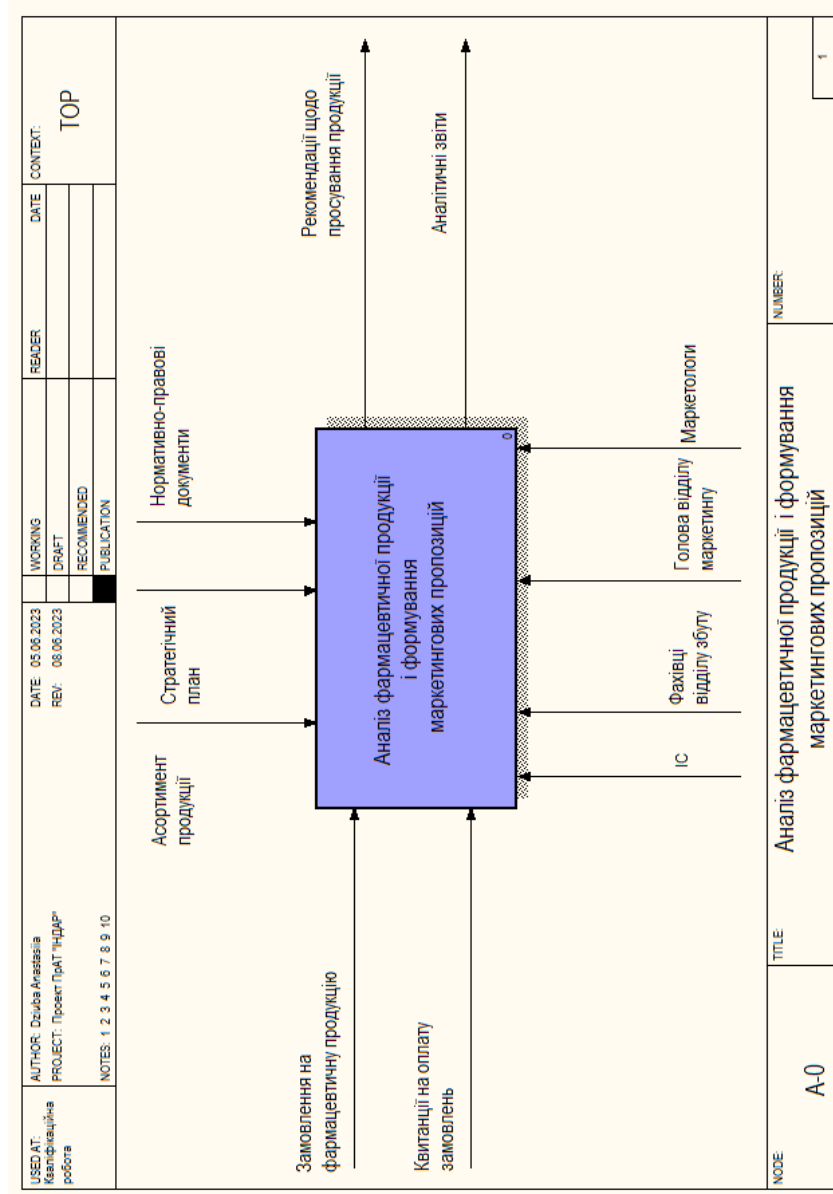 USED AT:
Кваліфікаційна
робота
AUTHOR: Dziuba Anastasiia
PROJECT: Проект ПрАТ "ІНДАР"
NOTES: 1 2 3 4 5 6 7 8 9 10
DATE: 05.06.2023
REV: 08.06.2023
WORKING
DRAFT
RECOMMENDED
PUBLICATION
READER
DATE
CONTEXT:
TOP
Асортимент
продукції
Стратегічний
план
Нормативно-правові
документи
Замовлення на
фармацевтичну продукцію
Квитанції на оплату
замовлень
Аналіз фармацевтичної продукції
і формування
маркетингових пропозицій
0
Рекомендації щодо
просування продукції
Аналітичні звіти
ІС
Фахівці
відділу збуту
Голова відділу
маркетингу
Маркетологи
NODE:
A-0
TITLE:
Аналіз фармацевтичної продукції і формування
маркетингових пропозицій
NUMBER:
1